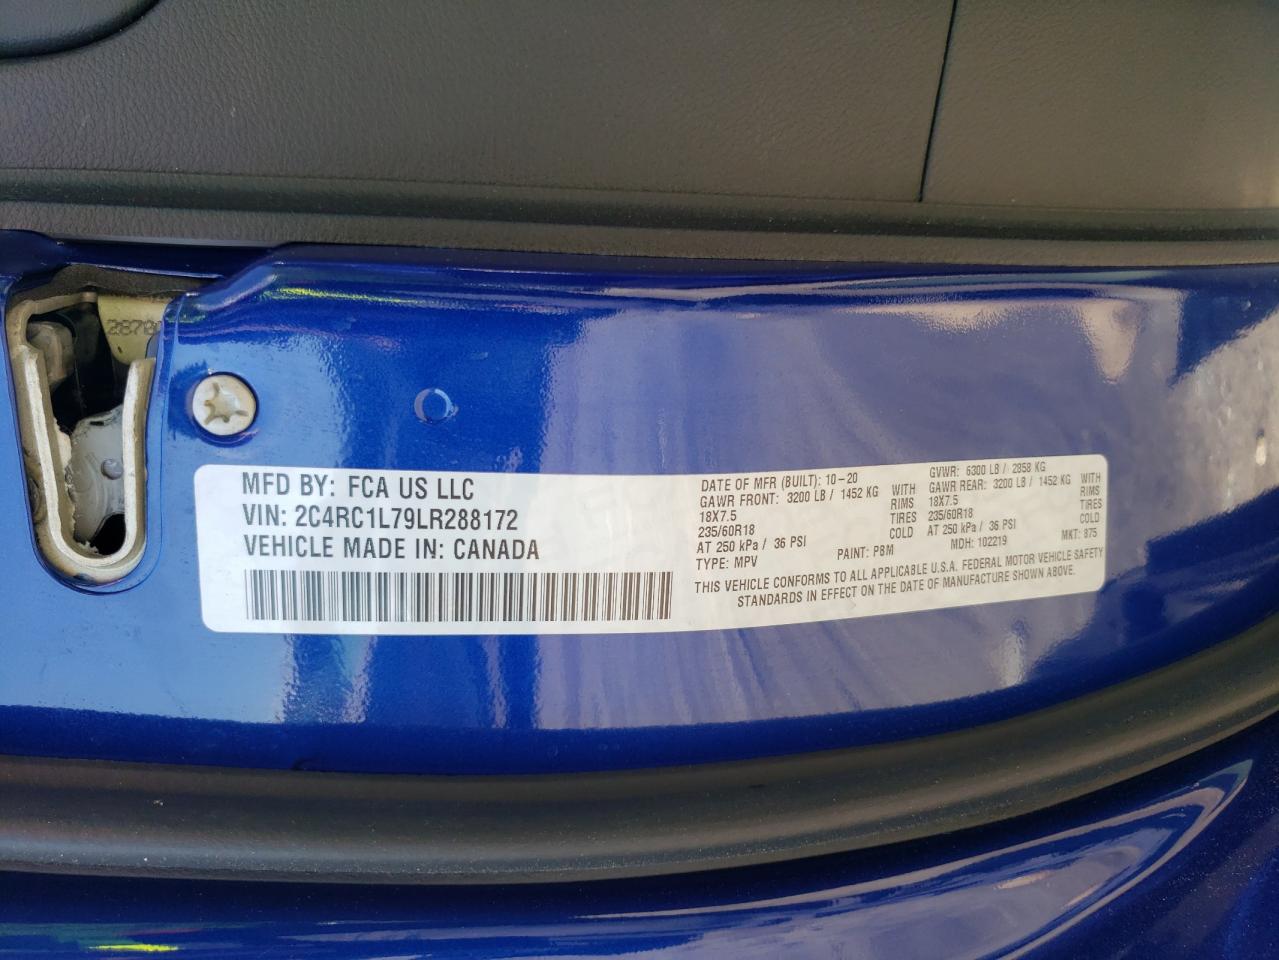 2870
MFD BY: FCA US LLC
VIN: 2C4RC1L79LR288172
VEHICLE MADE IN: CANADA
DATE OF MFR (BUILT): 10-20 GVWR: 6300 LB / 2858 KG
GAWR FRONT: 3200 LB / 1452 KG WITH GAWR REAR: 3200 LB / 1452 KG WITH
18X7.5 RIMS 18X7.5 RIMS
235/60R18 TIRES 235/60R18 TIRES
AT 250 kPa / 36 PSI COLD AT 250 kPa / 36 PSI COLD
TYPE: MPV PAINT: PBM MDH: 102219 MKT: 875
THIS VEHICLE CONFORMS TO ALL APPLICABLE U.S.A. FEDERAL MOTOR VEHICLE SAFETY
STANDARDS IN EFFECT ON THE DATE OF MANUFACTURE SHOWN ABOVE.